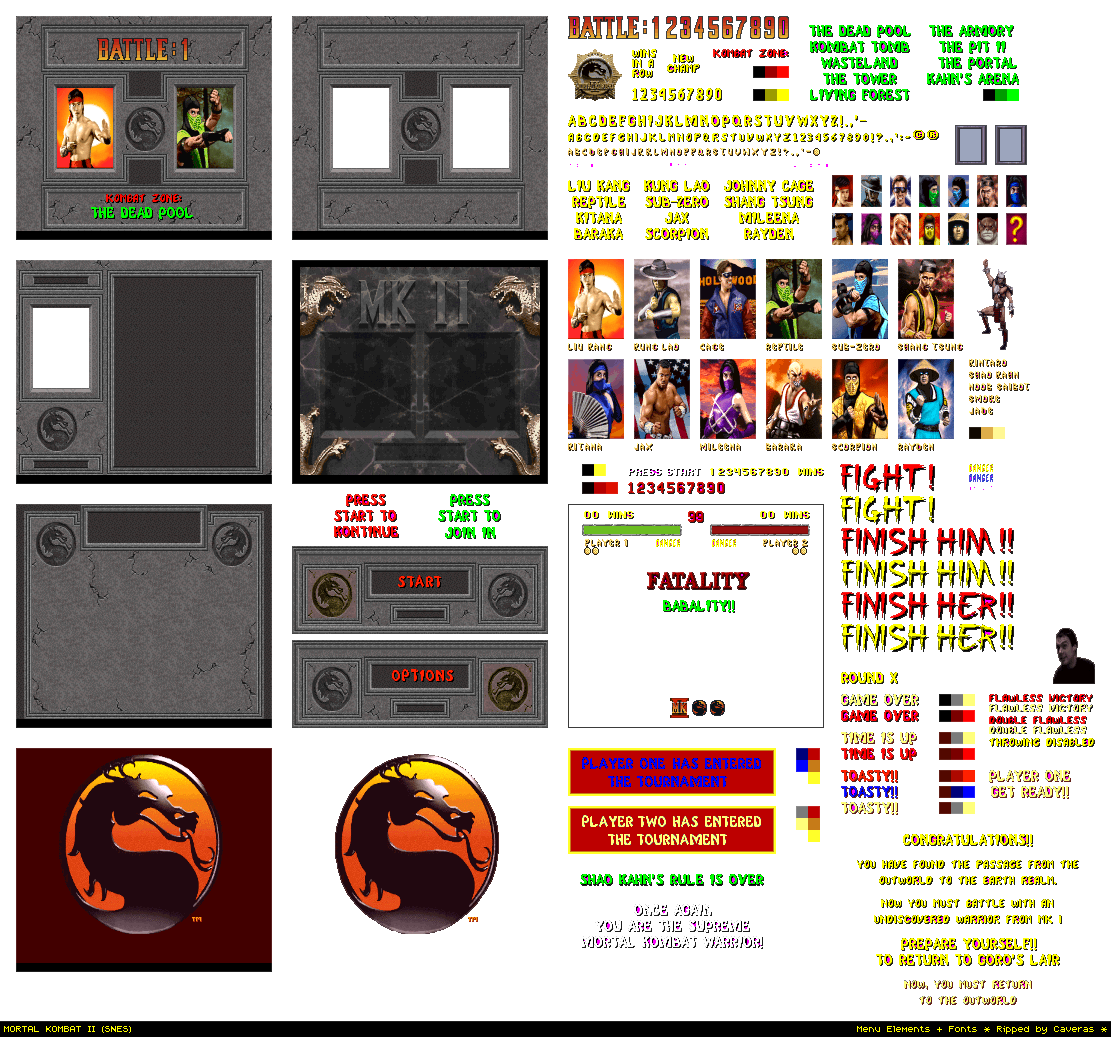 BATTLE:1
KOMBAT ZONE:
THE DEAD POOL
BATTLE:1234567890
WINS
IN A
ROW
NEW
CHAMP
KOMBAT ZONE:
1234567890
THE DEAD POOL
KOMBAT TOMB
WASTELAND
THE TOWER
LIVING FOREST
THE ARMORY
THE PIT II
THE PORTAL
KAHN'S ARENA
ABCDEFGHIJKLMNOPQRSTUVWXYZ!.,'-
ABCDEFGHIJKLMNOPQRSTUVWXYZ1234567890!?.,':-©®
ABCDEFGHIJKLMNOPQRSTUVWXYZ!?.,'-©
LIU KANG KUNG LAO JOHNNY CAGE
REPTILE SUB-ZERO SHANG TSUNG
KITANA JAX MILEENA
BARAKA SCORPION RAYDEN
?
MK II
HOLLYWOOD
LIU KANG KUNG LAO CAGE REPTILE SUB-ZERO SHANG TSUNG
KITANA JAX MILEENA BARAKA SCORPION RAYDEN
KINTARO
SHAO KAHN
NOOB SAIBOT
SMOKE
JADE
PRESS START 1234567890 WINS
1234567890
PRESS
START TO
KONTINUE
PRESS
START TO
JOIN IN
START
OPTIONS
00 WINS 99 00 WINS
PLAYER 1 PLAYER 2
FATALITY
BABALITY!!
MK
DANGER
FIGHT!
FIGHT!
FINISH HIM!!
FINISH HIM!!
FINISH HER!!
FINISH HER!!
ROUND X
GAME OVER
GAME OVER
TIME IS UP
TIME IS UP
TOASTY!!
TOASTY!!
TOASTY!!
FLAWLESS VICTORY
FLAWLESS VICTORY
DOUBLE FLAWLESS
DOUBLE FLAWLESS
THROWING DISABLED
PLAYER ONE
GET READY!!
TM
TM
PLAYER ONE HAS ENTERED
THE TOURNAMENT
PLAYER TWO HAS ENTERED
THE TOURNAMENT
SHAO KAHN'S RULE IS OVER
ONCE AGAIN,
YOU ARE THE SUPREME
MORTAL KOMBAT WARRIOR!
CONGRATULATIONS!!
YOU HAVE FOUND THE PASSAGE FROM THE
OUTWORLD TO THE EARTH REALM.
NOW YOU MUST BATTLE WITH AN
UNDISCOVERED WARRIOR FROM MK I
PREPARE YOURSELF!!
TO RETURN TO GORO'S LAIR
NOW, YOU MUST RETURN
TO THE OUTWORLD
MORTAL KOMBAT II (SNES)
Menu Elements + Fonts * Ripped by Caveras *